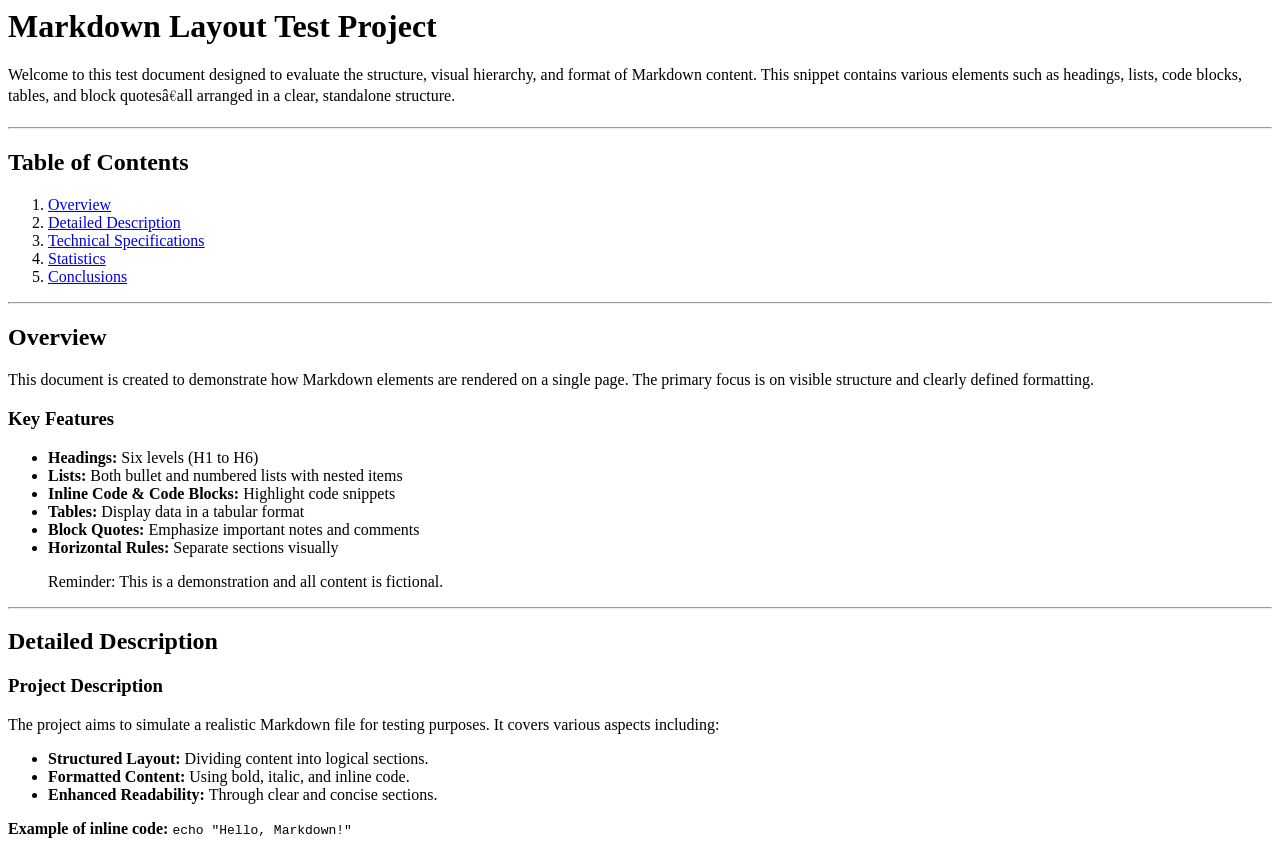 Markdown Layout Test Project
Welcome to this test document designed to evaluate the structure, visual hierarchy, and format of Markdown content. This snippet contains various elements such as headings, lists, code blocks,
tables, and block quotesâ€all arranged in a clear, standalone structure.
Table of Contents
1. Overview
2. Detailed Description
3. Technical Specifications
4. Statistics
5. Conclusions
Overview
This document is created to demonstrate how Markdown elements are rendered on a single page. The primary focus is on visible structure and clearly defined formatting.
Key Features
• Headings: Six levels (H1 to H6)
• Lists: Both bullet and numbered lists with nested items
• Inline Code & Code Blocks: Highlight code snippets
• Tables: Display data in a tabular format
• Block Quotes: Emphasize important notes and comments
• Horizontal Rules: Separate sections visually
Reminder: This is a demonstration and all content is fictional.
Detailed Description
Project Description
The project aims to simulate a realistic Markdown file for testing purposes. It covers various aspects including:
• Structured Layout: Dividing content into logical sections.
• Formatted Content: Using bold, italic, and inline code.
• Enhanced Readability: Through clear and concise sections.
Example of inline code: echo "Hello, Markdown!"